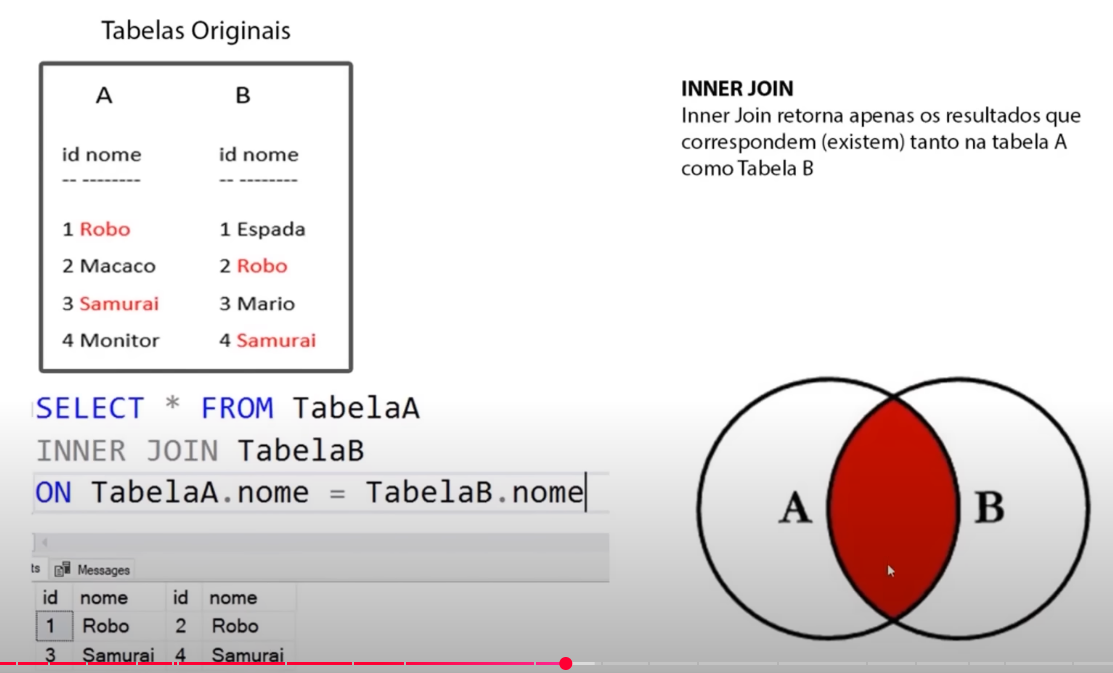 Tabelas Originais
A B
id nome id nome
-- -------- -- --------
1 Robo 1 Espada
2 Macaco 2 Robo
3 Samurai 3 Mario
4 Monitor 4 Samurai
INNER JOIN
Inner Join retorna apenas os resultados que
correspondem (existem) tanto na tabela A
como Tabela B
SELECT * FROM TabelaA
INNER JOIN TabelaB
ON TabelaA.nome = TabelaB.nome
ts Messages
id nome id nome
1 Robo 2 Robo
3 Samurai 4 Samurai
A B